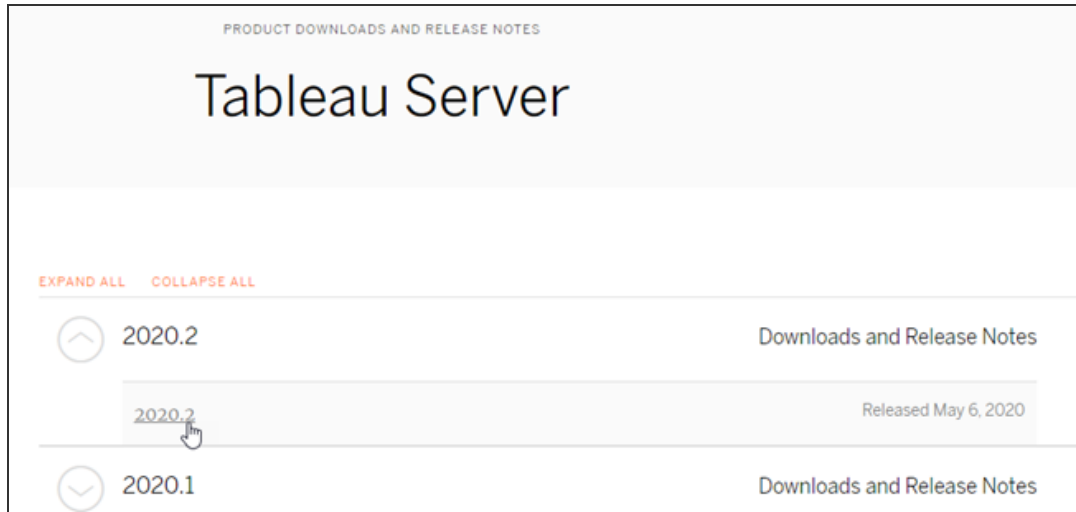 PRODUCT DOWNLOADS AND RELEASE NOTES
Tableau Server
EXPAND ALL COLLAPSE ALL
2020.2 Downloads and Release Notes
2020.2 Released May 6, 2020
2020.1 Downloads and Release Notes